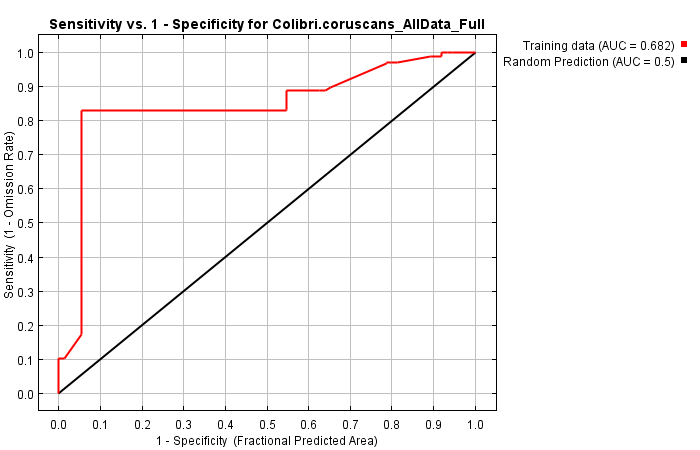 Sensitivity vs. 1 - Specificity for Colibri.coruscans_AllData_Full
Training data (AUC = 0.682)
Random Prediction (AUC = 0.5)
Sensitivity (1 - Omission Rate)
1.0
0.9
0.8
0.7
0.6
0.5
0.4
0.3
0.2
0.1
0.0
0.0 0.1 0.2 0.3 0.4 0.5 0.6 0.7 0.8 0.9 1.0
1 - Specificity (Fractional Predicted Area)